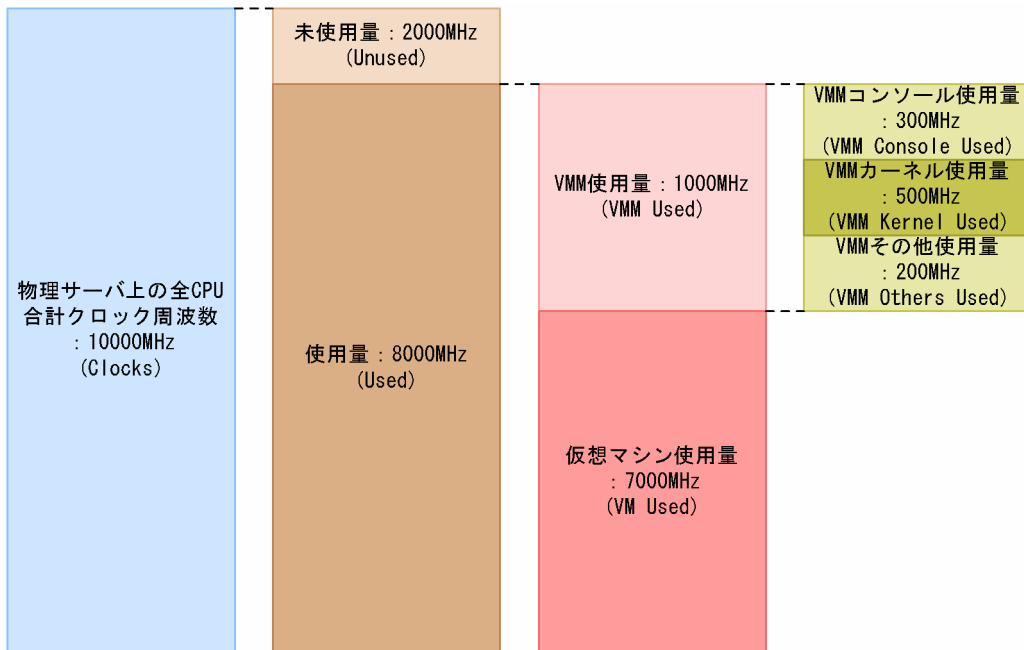 物理サーバ上の全CPU
合計クロック周波数
：10000MHz
(Clocks)
未使用量：2000MHz
(Unused)
使用量：8000MHz
(Used)
VMM使用量：1000MHz
(VMM Used)
仮想マシン使用量
：7000MHz
(VM Used)
VMMコンソール使用量
：300MHz
(VMM Console Used)
VMMカーネル使用量
：500MHz
(VMM Kernel Used)
VMMその他使用量
：200MHz
(VMM Others Used)